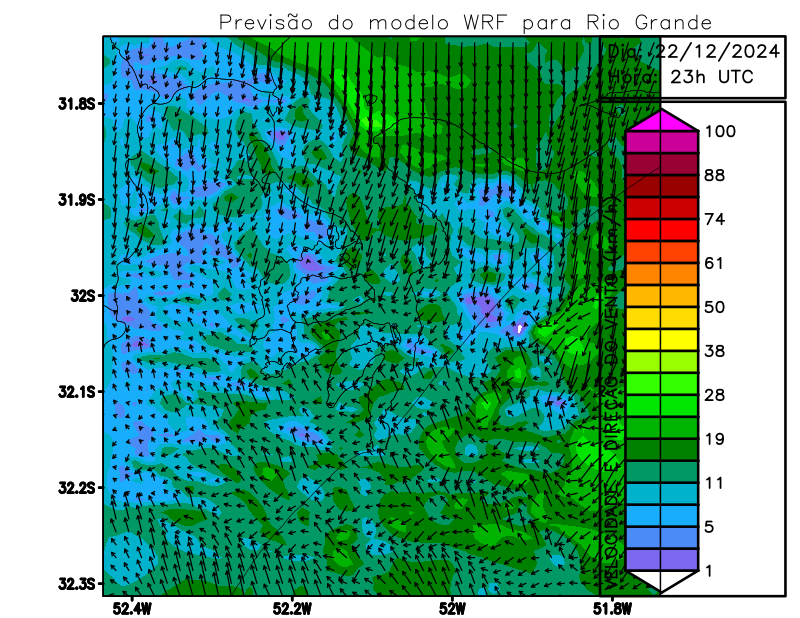 Previsão do modelo WRF para Rio Grande
Dia: 22/12/2024
Hora: 23h UTC
31.8S
31.9S
32S
32.1S
32.2S
32.3S
52.4W
52.2W
52W
51.8W
VELOCIDADE E DIREÇÃO DO VENTO (km/h)
100
88
74
61
50
38
28
19
11
5
1